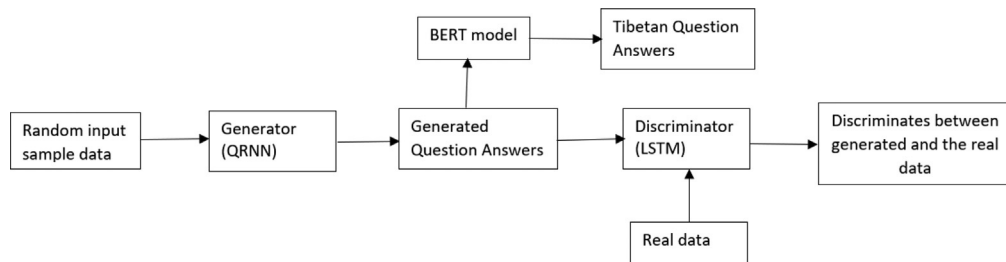 BERT model
Tibetan Question
Answers
Random input
sample data
Generator
(QRNN)
Generated
Question Answers
Discriminator
(LSTM)
Discriminates between
generated and the real
data
Real data